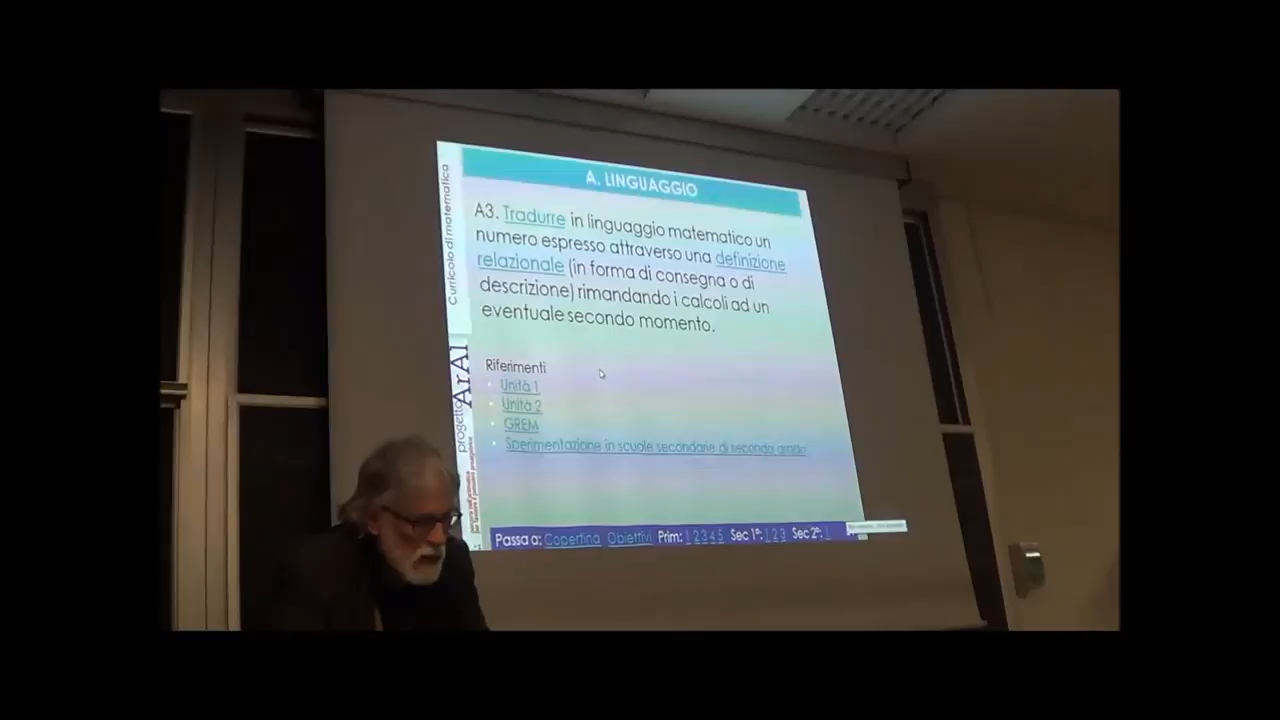 A. LINGUAGGIO
Curricolo di matematica
A3. Tradurre in linguaggio matematico un
numero espresso attraverso una definizione
relazionale (in forma di consegna o di
descrizione) rimandando i calcoli ad un
eventuale secondo momento.
progetto ArAl
Riferimenti
• Unità 1
• Unità 2
• GREM
• Sperimentazione in scuole secondarie di secondo grado
Passa a: Copertina Obiettivi Prim: 1 2 3 4 5 Sec 1°: 1 2 3 Sec 2°: 1